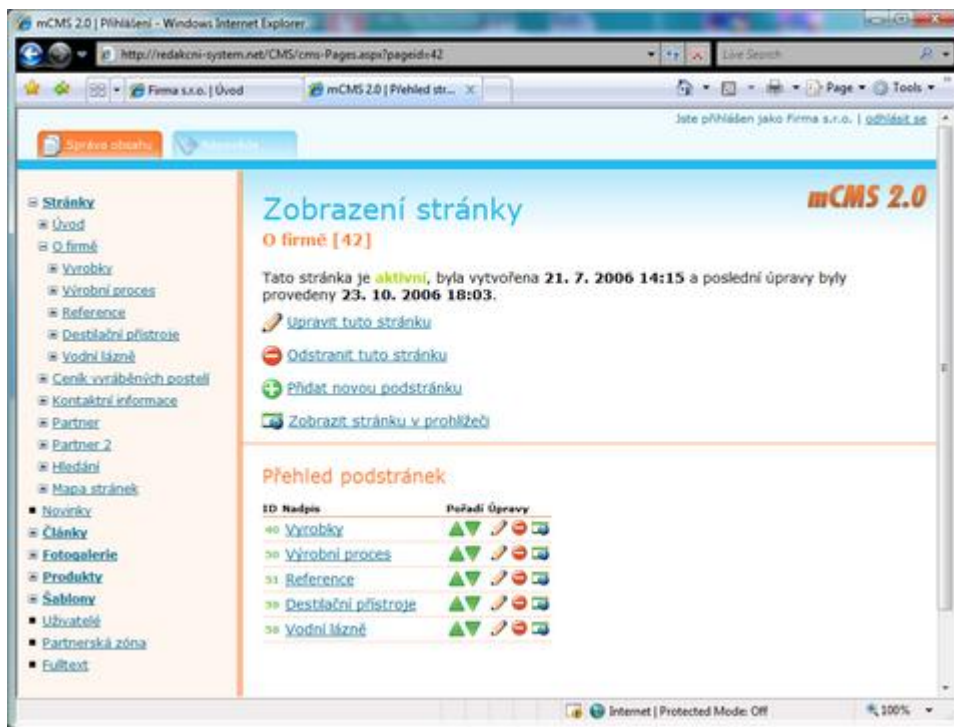 mCMS 2.0 | Přihlášení - Windows Internet Explorer
http://redakcni-system.net/CMS/cms-Pages.aspx?pageid=42
Live Search
Firma s.r.o. | Úvod
mCMS 2.0 | Přehled str...
Page
Tools
Jste přihlášen jako Firma s.r.o. | odhlásit se
Správa obsahu
mCMS 2.0
Stránky
Úvod
O firmě
Vyrobky
Výrobní proces
Reference
Destilační přístroje
Vodní lázně
Ceník vyráběných postelí
Kontaktní informace
Partner
Partner 2
Hledání
Mapa stránek
Novinky
Články
Fotogalerie
Produkty
Šablony
Uživatelé
Partnerská zóna
Fulltext
Zobrazení stránky
O firmě [42]
Tato stránka je aktivní, byla vytvořena 21. 7. 2006 14:15 a poslední úpravy byly
provedeny 23. 10. 2006 18:03.
Upravit tuto stránku
Odstranit tuto stránku
Přidat novou podstránku
Zobrazit stránku v prohlížeči
Přehled podstránek
ID Nadpis Pořadí Úpravy
Vyrobky
Výrobní proces
51 Reference
Destilační přístroje
Vodní lázně
Internet | Protected Mode: Off
100%